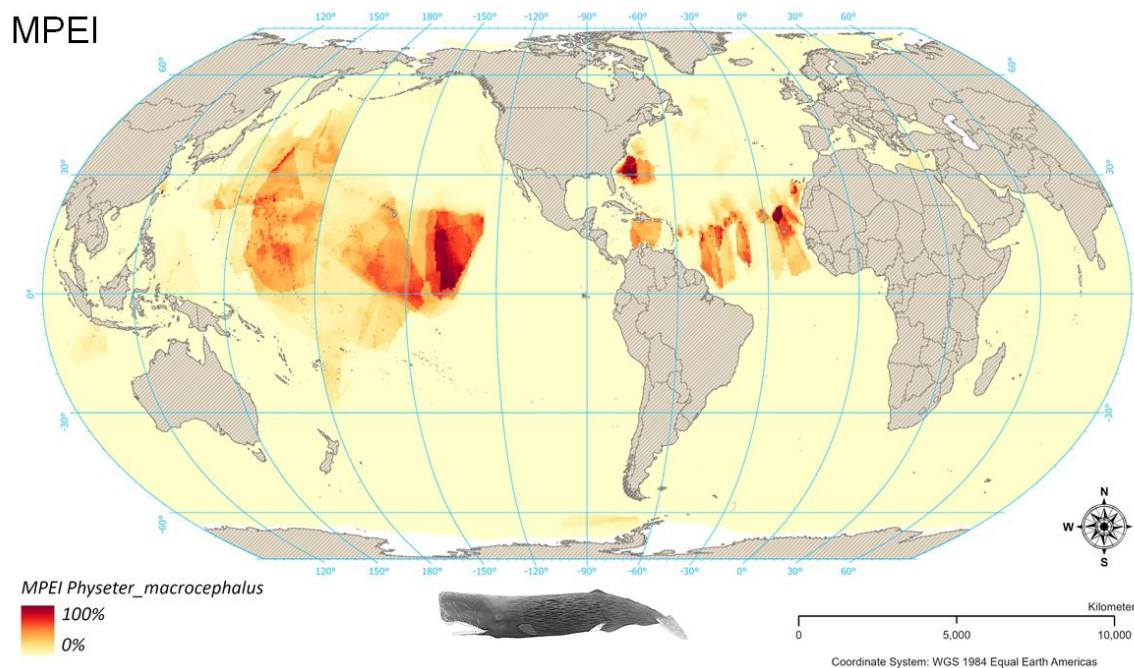 MPEI
120° 150° 180° -150° -120° -90° -60° -30° 0° 30° 60°
60° 60°
30° 30°
0° 0°
-30° -30°
-60° -60°
120° 150° 180° -150° -120° -90° -60° -30° 0° 30° 60°
N
W E
S
MPEI Physeter_macrocephalus
100%
0%
Kilometer
0 5,000 10,000
Coordinate System: WGS 1984 Equal Earth Americas